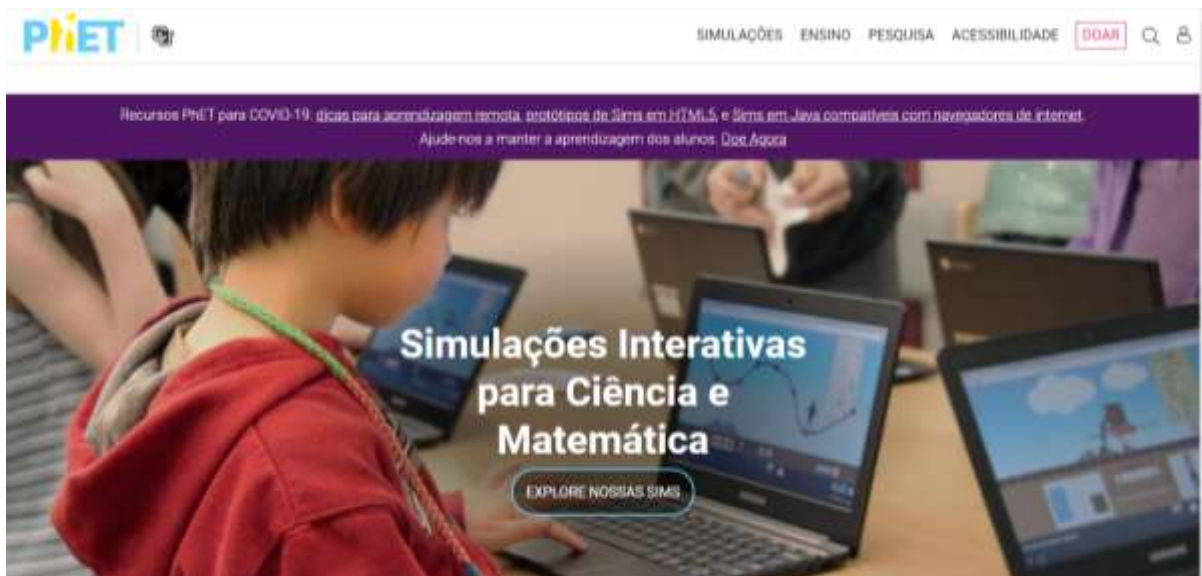 PhET
SIMULAÇÕES ENSINO PESQUISA ACESSIBILIDADE DOAR
Recursos PhET para COVID-19: dicas para aprendizagem remota, protótipos de Sims em HTML5, e Sims em Java compatíveis com navegadores de internet.
Ajude-nos a manter a aprendizagem dos alunos. Doe Agora
Simulações Interativas
para Ciência e
Matemática
EXPLORE NOSSAS SIMS